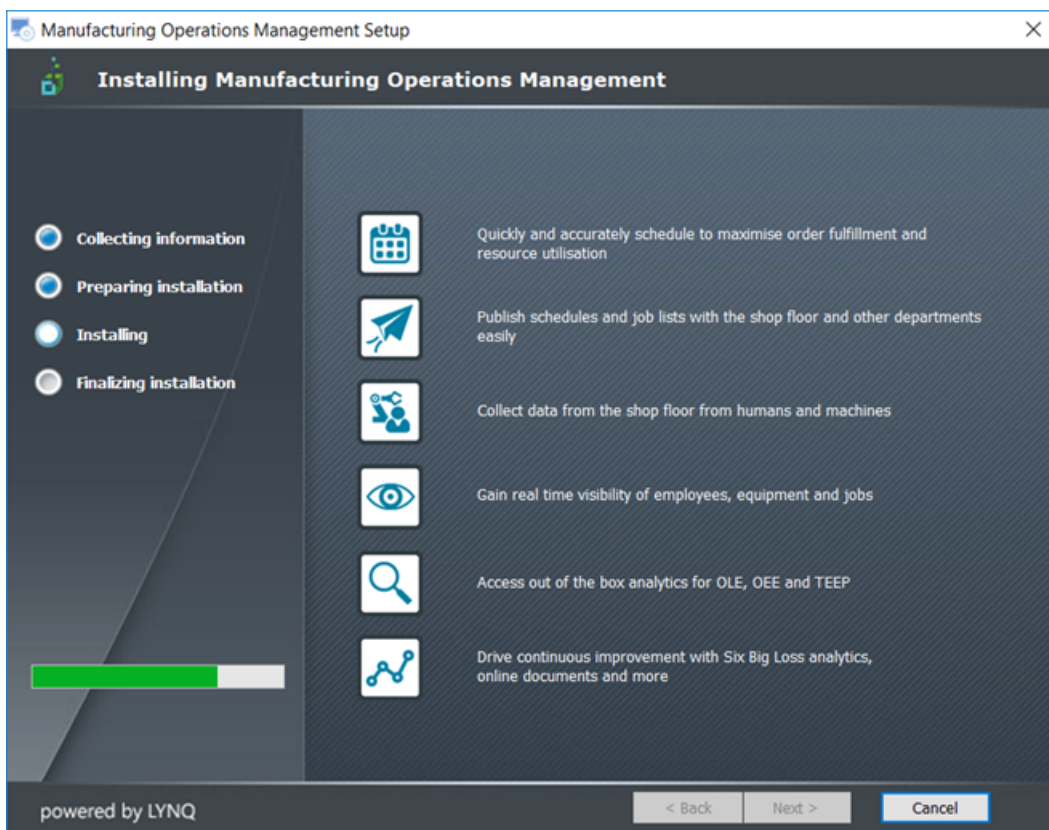 Manufacturing Operations Management Setup
Installing Manufacturing Operations Management
Collecting information
Preparing installation
Installing
Finalizing installation
Quickly and accurately schedule to maximise order fulfillment and
resource utilisation
Publish schedules and job lists with the shop floor and other departments
easily
Collect data from the shop floor from humans and machines
Gain real time visibility of employees, equipment and jobs
Access out of the box analytics for OLE, OEE and TEEP
Drive continuous improvement with Six Big Loss analytics,
online documents and more
powered by LYNQ
< Back
Next >
Cancel